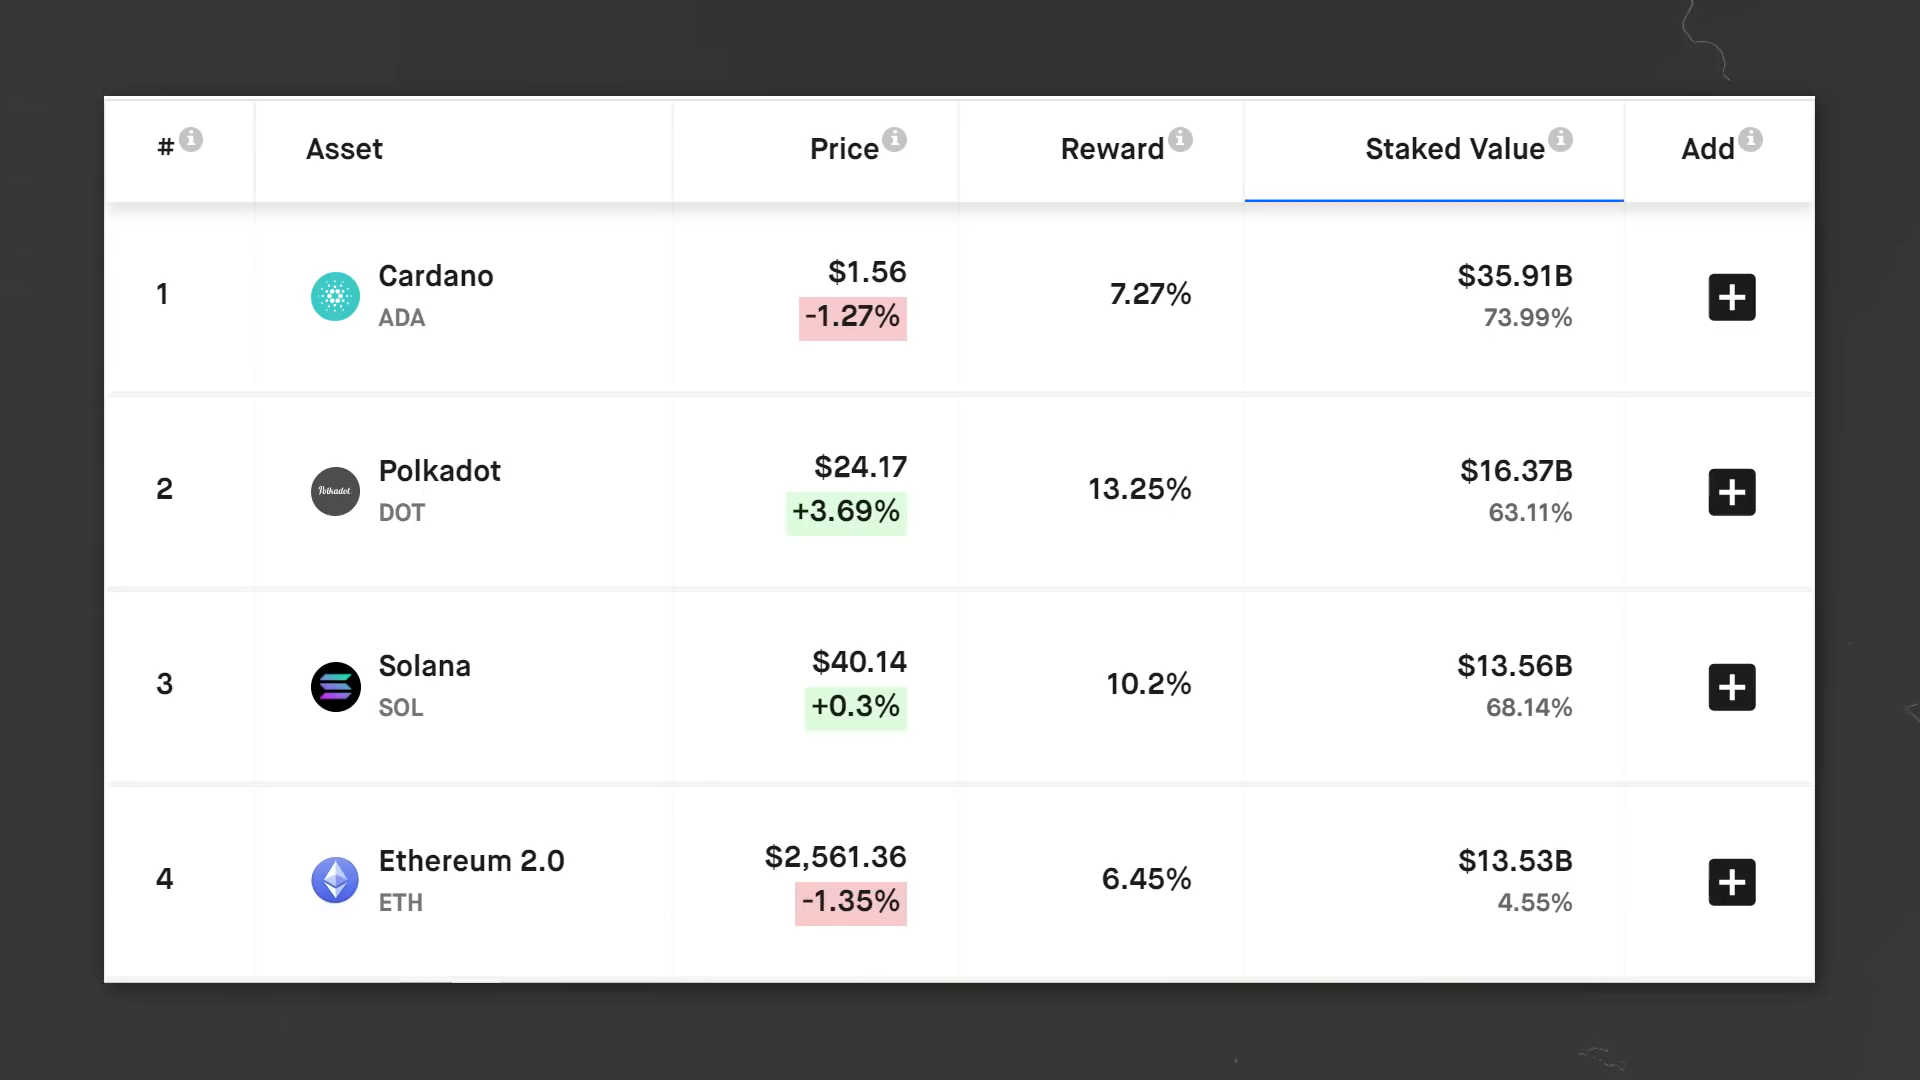 # Asset Price Reward Staked Value Add
1 Cardano $1.56 7.27% $35.91B
ADA -1.27% 73.99%
2 Polkadot $24.17 13.25% $16.37B
Polkadot.
DOT +3.69% 63.11%
3 Solana $40.14 10.2% $13.56B
SOL +0.3% 68.14%
4 Ethereum 2.0 $2,561.36 6.45% $13.53B
ETH -1.35% 4.55%